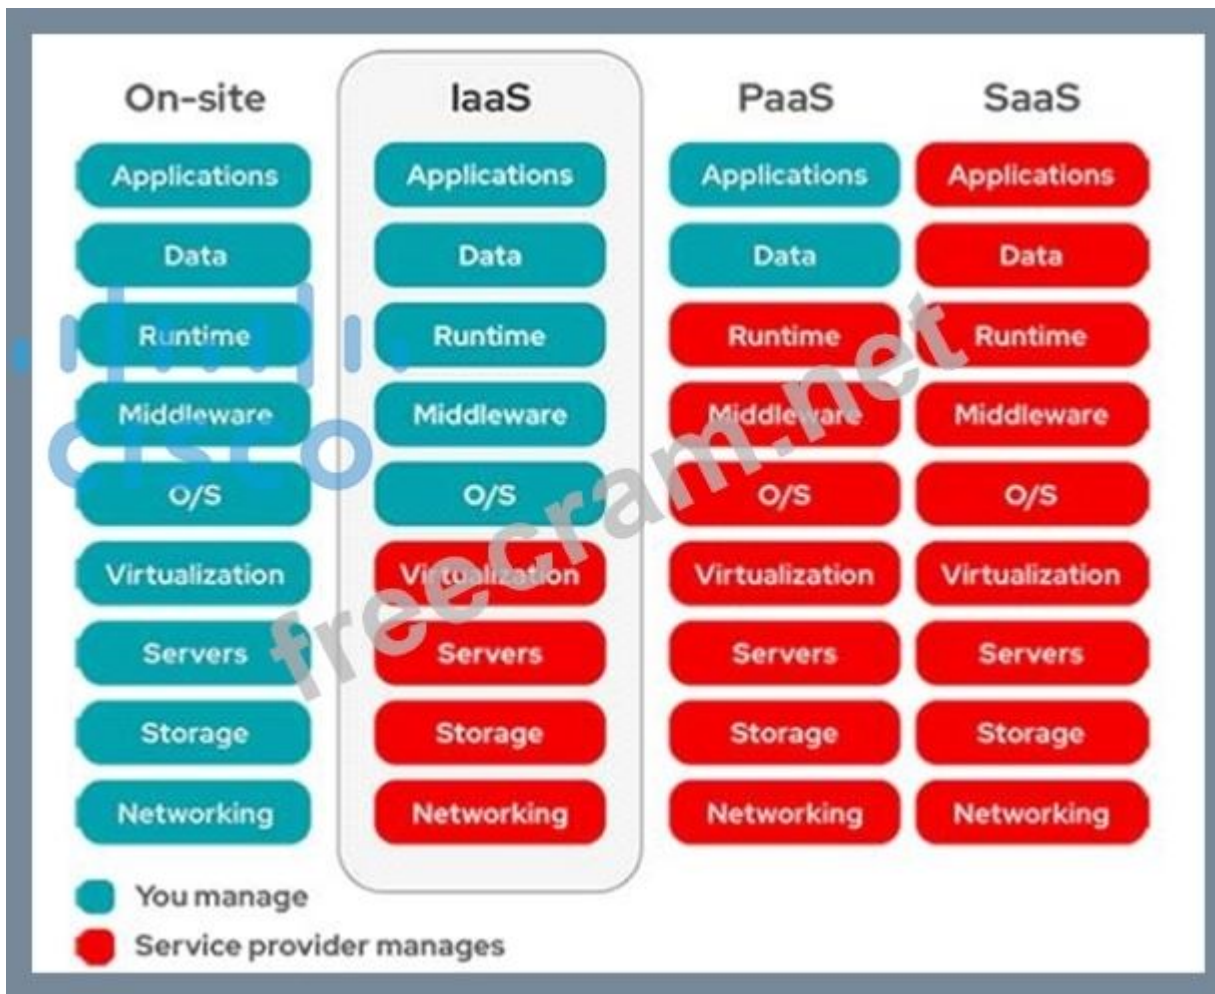 On-site IaaS PaaS SaaS
Applications Applications Applications Applications
Data Data Data Data
Runtime Runtime Runtime Runtime
Middleware Middleware Middleware Middleware
O/S O/S O/S O/S
Virtualization Virtualization Virtualization Virtualization
Servers Servers Servers Servers
Storage Storage Storage Storage
Networking Networking Networking Networking
You manage
Service provider manages
cisco
freecram.net